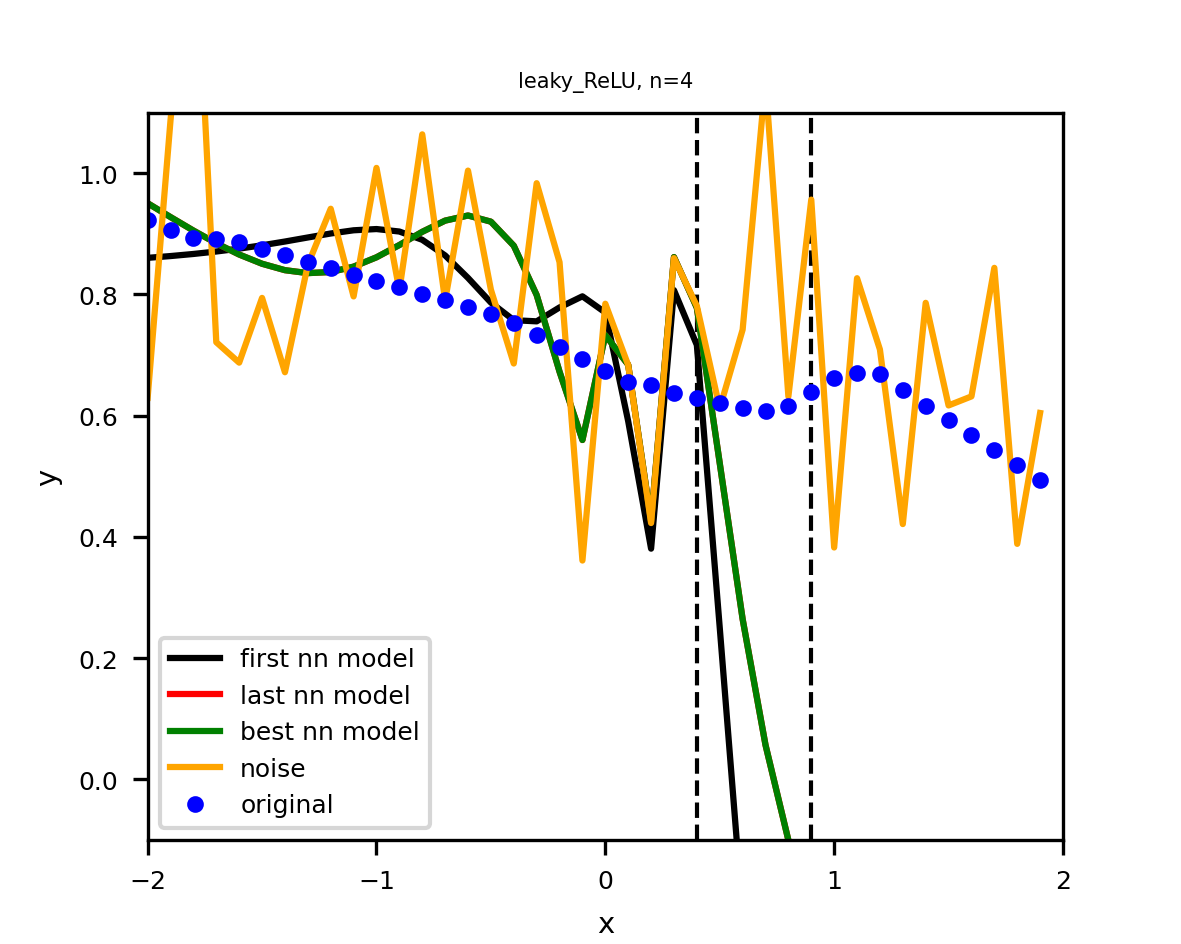 leaky_ReLU, n=4
1.0
0.8
0.6
0.4
0.2
0.0
y
first nn model
last nn model
best nn model
noise
original
−2
−1
0
1
2
x